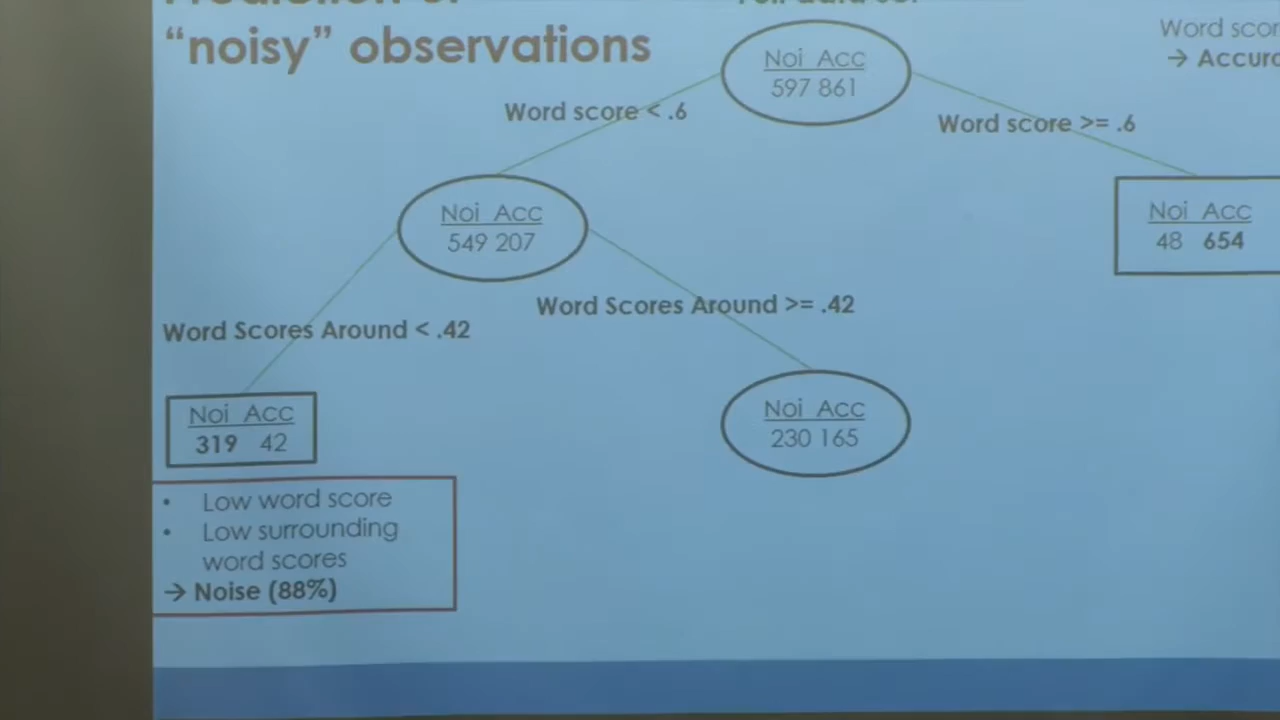 “noisy” observations
Noi Acc
597 861
Word score < .6
Word score >= .6
Noi Acc
549 207
Noi Acc
48 654
Word Scores Around < .42
Word Scores Around >= .42
Noi Acc
319 42
Noi Acc
230 165
• Low word score
• Low surrounding
word scores
→ Noise (88%)
Word
→